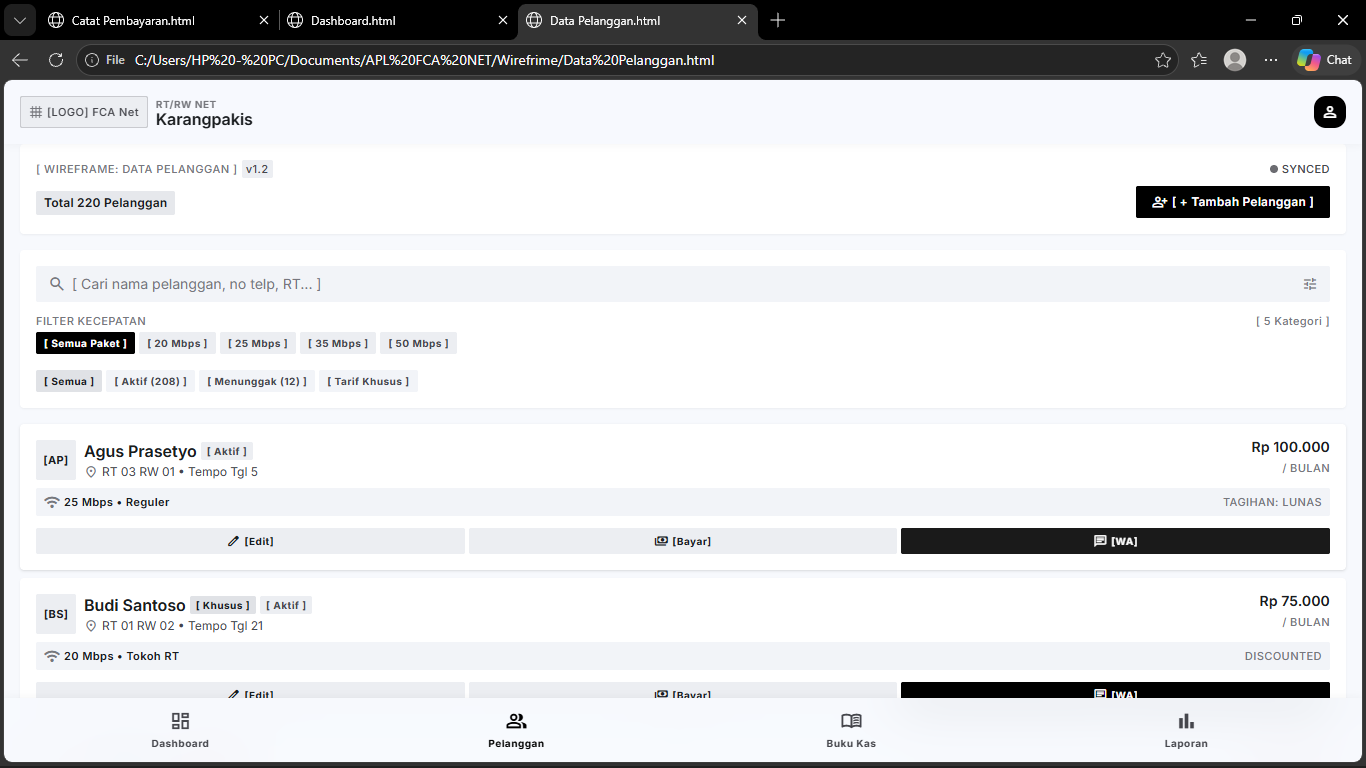 Catat Pembayaran.html
Dashboard.html
Data Pelanggan.html
File C:/Users/HP%20-%20PC/Documents/APL%20FCA%20NET/Wirefrime/Data%20Pelanggan.html
Chat
[LOGO] FCA Net
RT/RW NET
Karangpakis
[ WIREFRAME: DATA PELANGGAN ] v1.2
SYNCED
Total 220 Pelanggan
[ + Tambah Pelanggan ]
[ Cari nama pelanggan, no telp, RT... ]
FILTER KECEPATAN
[ 5 Kategori ]
[ Semua Paket ] [ 20 Mbps ] [ 25 Mbps ] [ 35 Mbps ] [ 50 Mbps ]
[ Semua ] [ Aktif (208) ] [ Menunggak (12) ] [ Tarif Khusus ]
[AP]
Agus Prasetyo [ Aktif ]
RT 03 RW 01 • Tempo Tgl 5
Rp 100.000
/ BULAN
25 Mbps • Reguler
TAGIHAN: LUNAS
[Edit]
[Bayar]
[WA]
[BS]
Budi Santoso [ Khusus ] [ Aktif ]
RT 01 RW 02 • Tempo Tgl 21
Rp 75.000
/ BULAN
20 Mbps • Tokoh RT
DISCOUNTED
[Edit]
[Bayar]
[WA]
Dashboard
Pelanggan
Buku Kas
Laporan